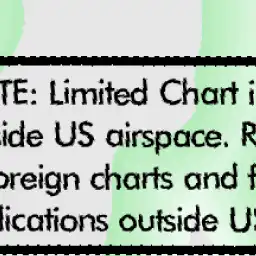 TE: Limited Chart i
side US airspace. R
oreign charts and f
lications outside US